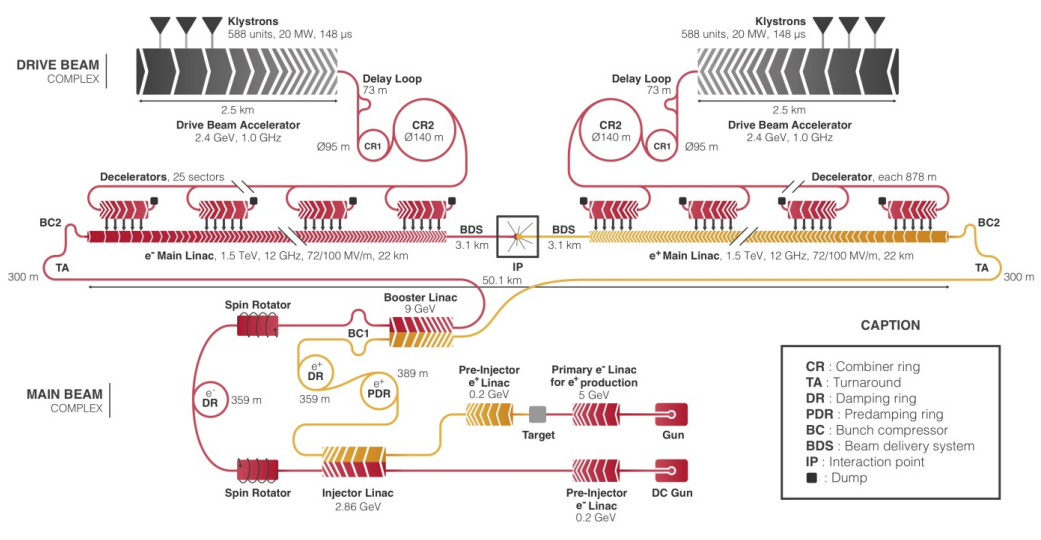 Klystrons
588 units, 20 MW, 148 µs
Klystrons
588 units, 20 MW, 148 µs
DRIVE BEAM
COMPLEX
Delay Loop
73 m
Delay Loop
73 m
2.5 km
2.5 km
Drive Beam Accelerator
2.4 GeV, 1.0 GHz
Drive Beam Accelerator
2.4 GeV, 1.0 GHz
CR2
Ø140 m
CR1
Ø95 m
CR2
Ø140 m
CR1
Ø95 m
Decelerators, 25 sectors
Decelerator, each 878 m
BC2
BDS
3.1 km
BDS
3.1 km
BC2
IP
e⁻ Main Linac, 1.5 TeV, 12 GHz, 72/100 MV/m, 22 km
e⁺ Main Linac, 1.5 TeV, 12 GHz, 72/100 MV/m, 22 km
TA
300 m
TA
300 m
50.1 km
Spin Rotator
Booster Linac
9 GeV
BC1
MAIN BEAM
COMPLEX
e⁻
DR
359 m
e⁺
DR
359 m
e⁺
PDR
389 m
Pre-Injector
e⁺ Linac
0.2 GeV
Primary e⁻ Linac
for e⁺ production
5 GeV
Target
Gun
Spin Rotator
Injector Linac
2.86 GeV
Pre-Injector
e⁻ Linac
0.2 GeV
DC Gun
CAPTION
CR : Combiner ring
TA : Turnaround
DR : Damping ring
PDR : Predamping ring
BC : Bunch compressor
BDS : Beam delivery system
IP : Interaction point
: Dump